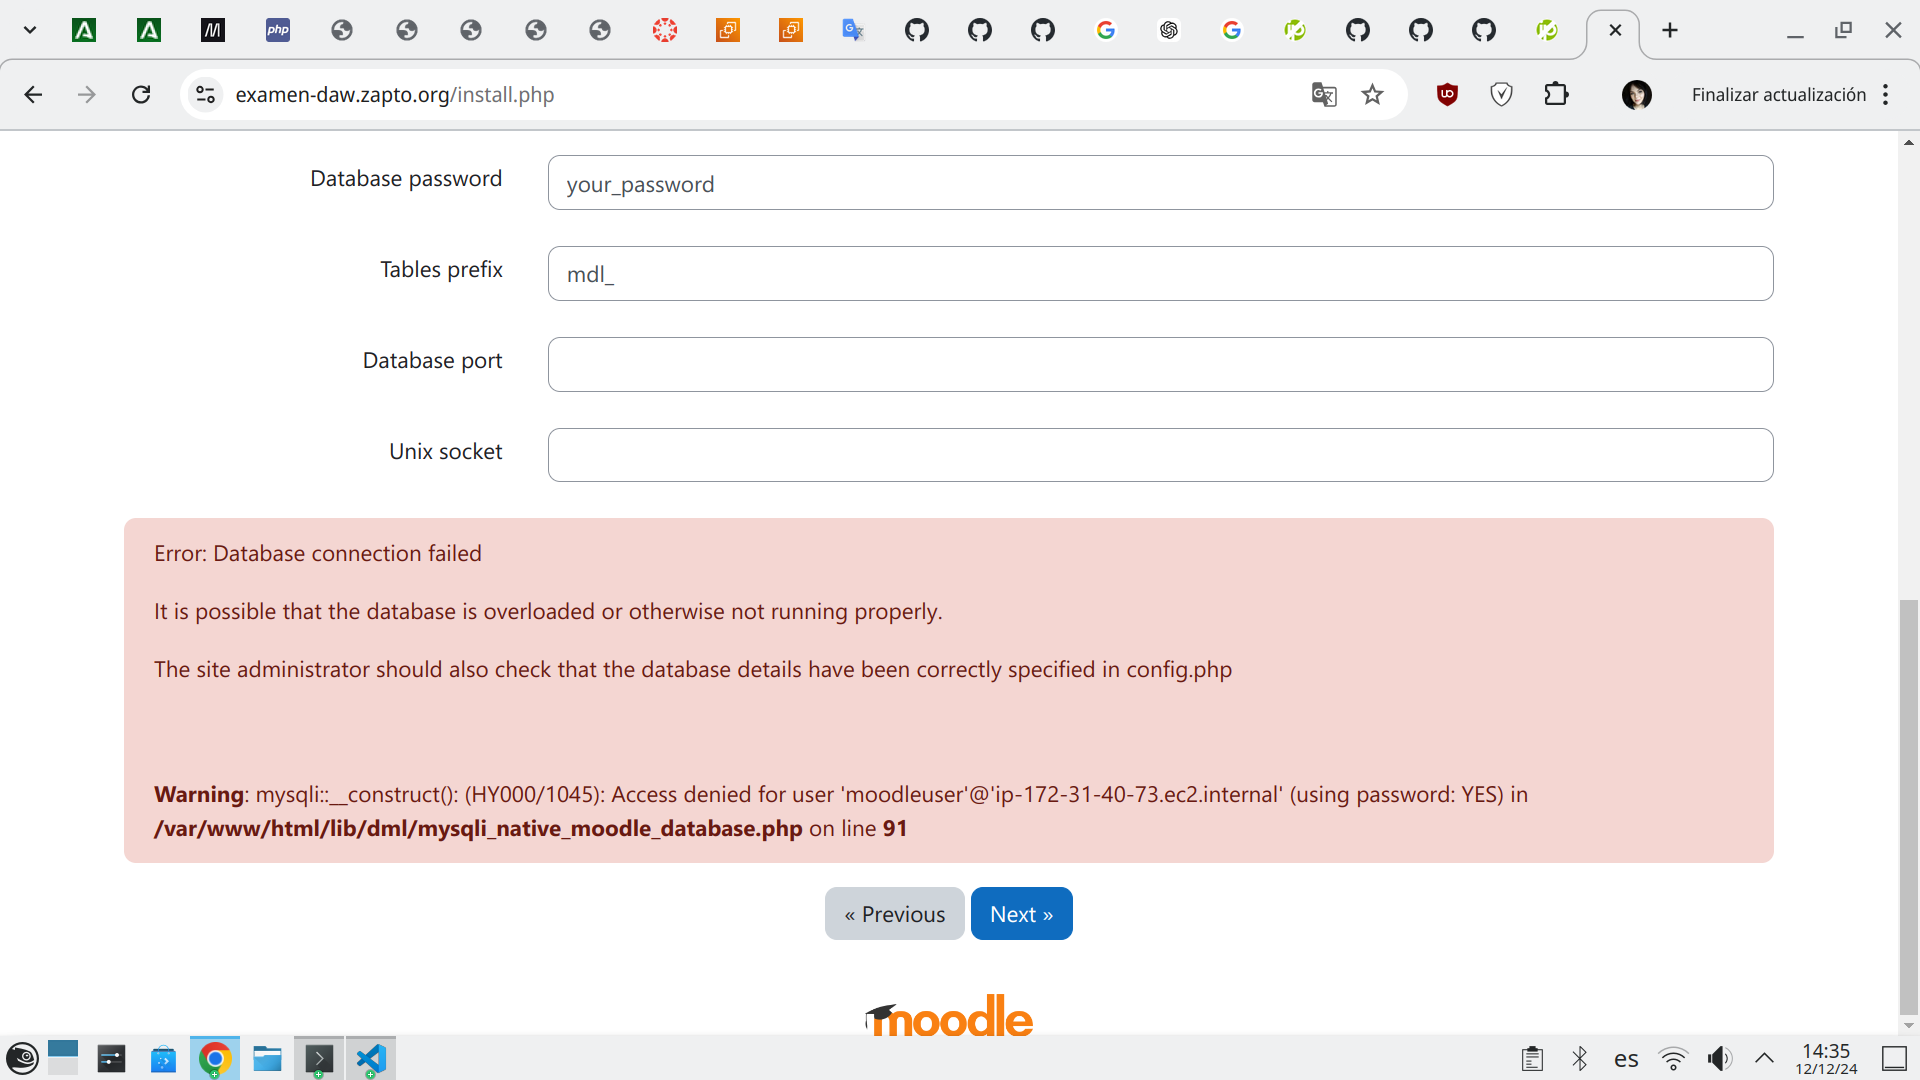 php
examen-daw.zapto.org/install.php
Finalizar actualización
Database password
your_password
Tables prefix
mdl_
Database port
Unix socket
Error: Database connection failed
It is possible that the database is overloaded or otherwise not running properly.
The site administrator should also check that the database details have been correctly specified in config.php
Warning: mysqli::__construct(): (HY000/1045): Access denied for user 'moodleuser'@'ip-172-31-40-73.ec2.internal' (using password: YES) in
/var/www/html/lib/dml/mysqli_native_moodle_database.php on line 91
« Previous
Next »
moodle
es
14:35
12/12/24